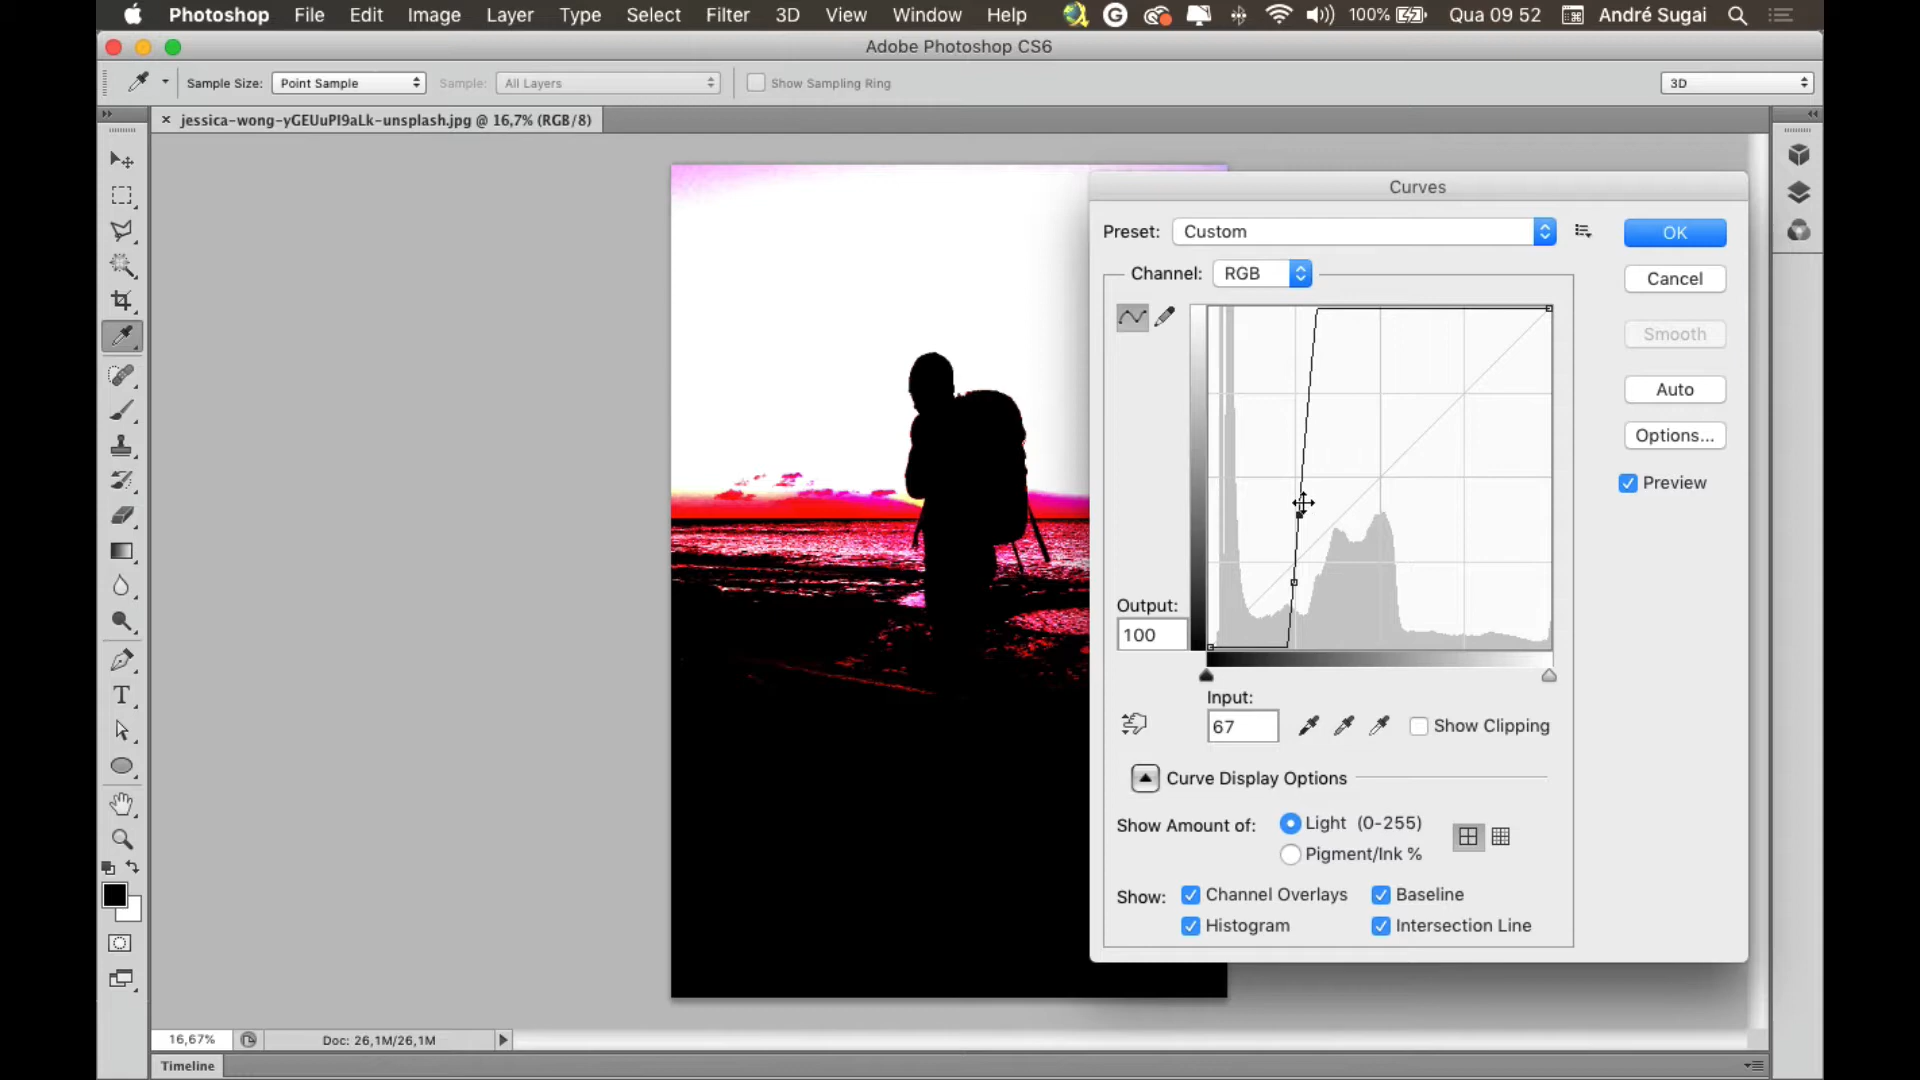 Photoshop File Edit Image Layer Type Select Filter 3D View Window Help 100% Qua 09 52 André Sugai
Adobe Photoshop CS6
Sample Size: Point Sample Sample: All Layers Show Sampling Ring 3D
× jessica-wong-yGEUuPI9aLk-unsplash.jpg @ 16,7% (RGB/8)
Curves
Preset: Custom
OK
Channel: RGB
Cancel
Smooth
Auto
Options...
Preview
Output:
100
Input:
67
Show Clipping
Curve Display Options
Show Amount of: Light (0-255)
Pigment/Ink %
Show: Channel Overlays Baseline
Histogram Intersection Line
16,67% Doc: 26,1M/26,1M
Timeline